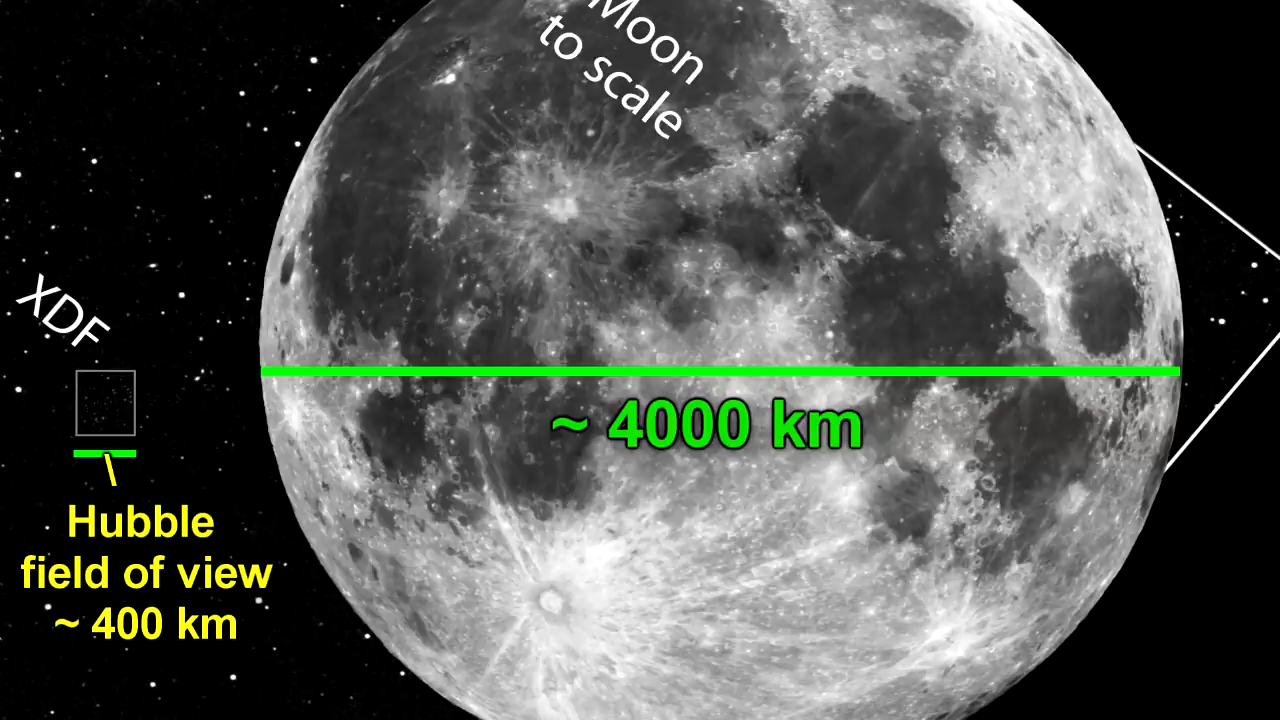 Moon
to scale
XDF
~ 4000 km
Hubble
field of view
~ 400 km